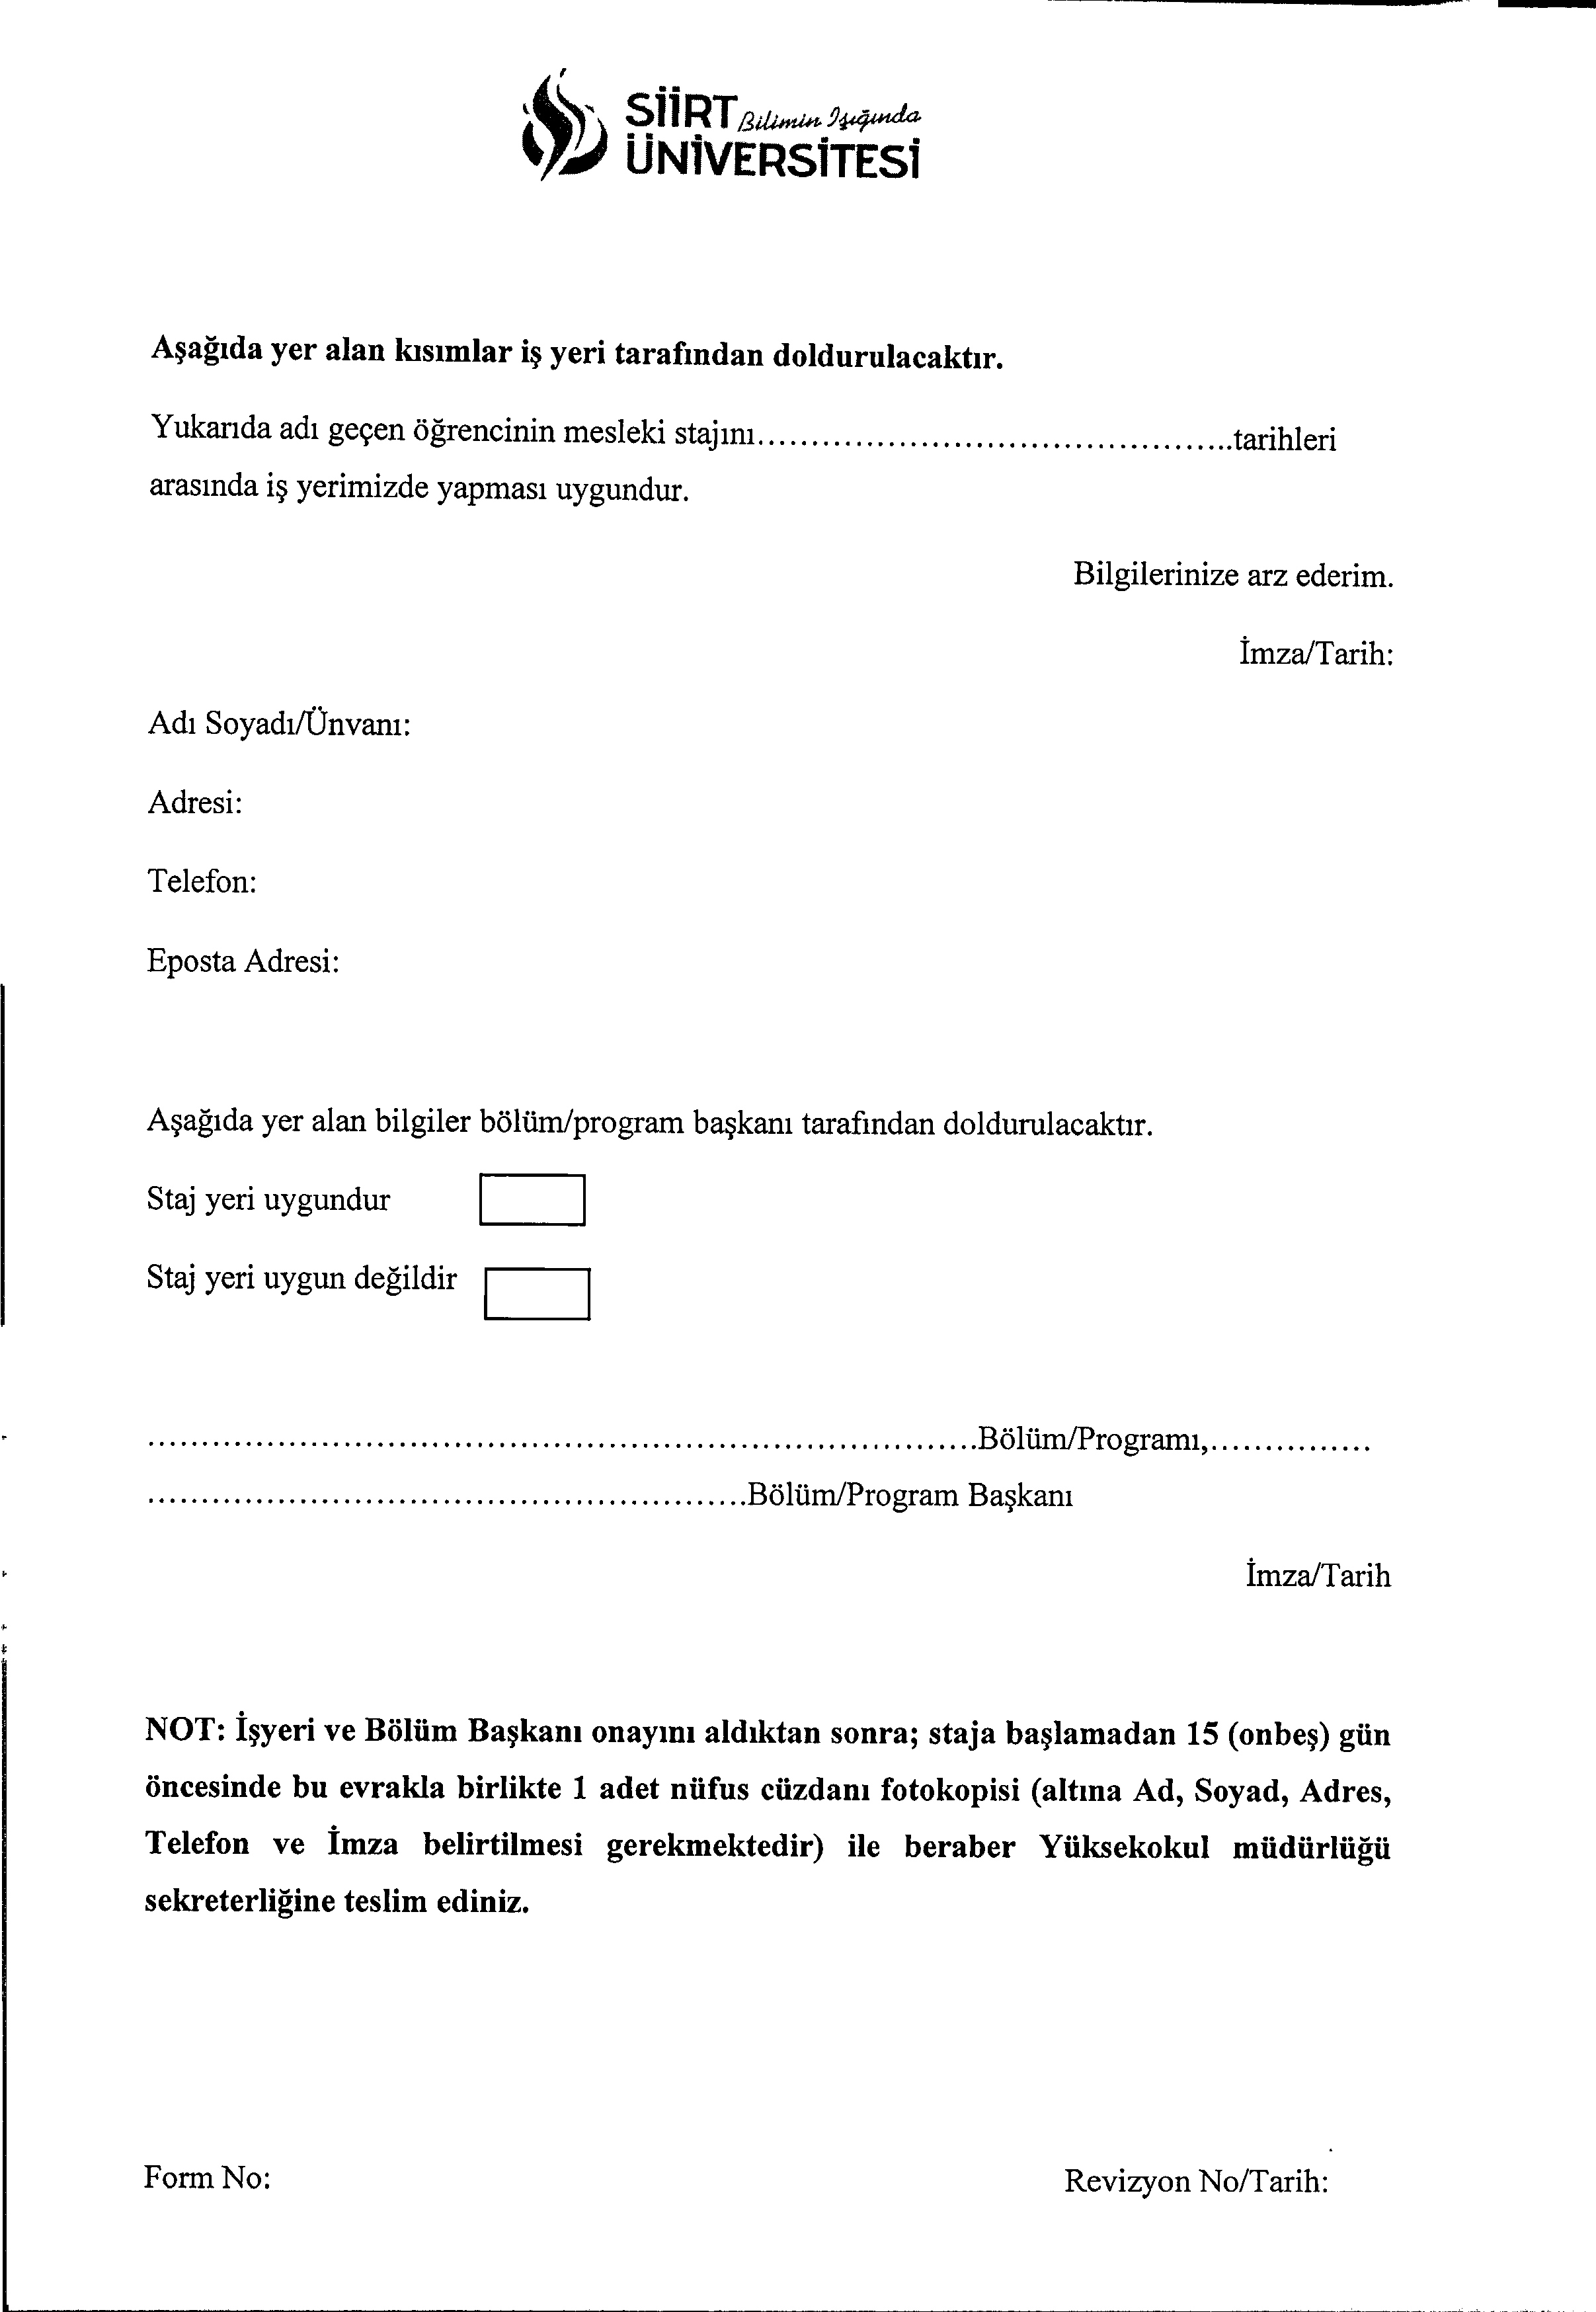 SİİRT Bilimin Işığında
ÜNİVERSİTESİ
Aşağıda yer alan kısımlar iş yeri tarafından doldurulacaktır.
Yukarıda adı geçen öğrencinin mesleki stajını............................................tarihleri
arasında iş yerimizde yapması uygundur.
Bilgilerinize arz ederim.
İmza/Tarih:
Adı Soyadı/Ünvanı:
Adresi:
Telefon:
Eposta Adresi:
Aşağıda yer alan bilgiler bölüm/program başkanı tarafından doldurulacaktır.
Staj yeri uygundur
Staj yeri uygun değildir
............................................................................Bölüm/Programı,...............
.......................................................Bölüm/Program Başkanı
İmza/Tarih
NOT: İşyeri ve Bölüm Başkanı onayını aldıktan sonra; staja başlamadan 15 (onbeş) gün
öncesinde bu evrakla birlikte 1 adet nüfus cüzdanı fotokopisi (altına Ad, Soyad, Adres,
Telefon ve İmza belirtilmesi gerekmektedir) ile beraber Yüksekokul müdürlüğü
sekreterliğine teslim ediniz.
Form No:
Revizyon No/Tarih: